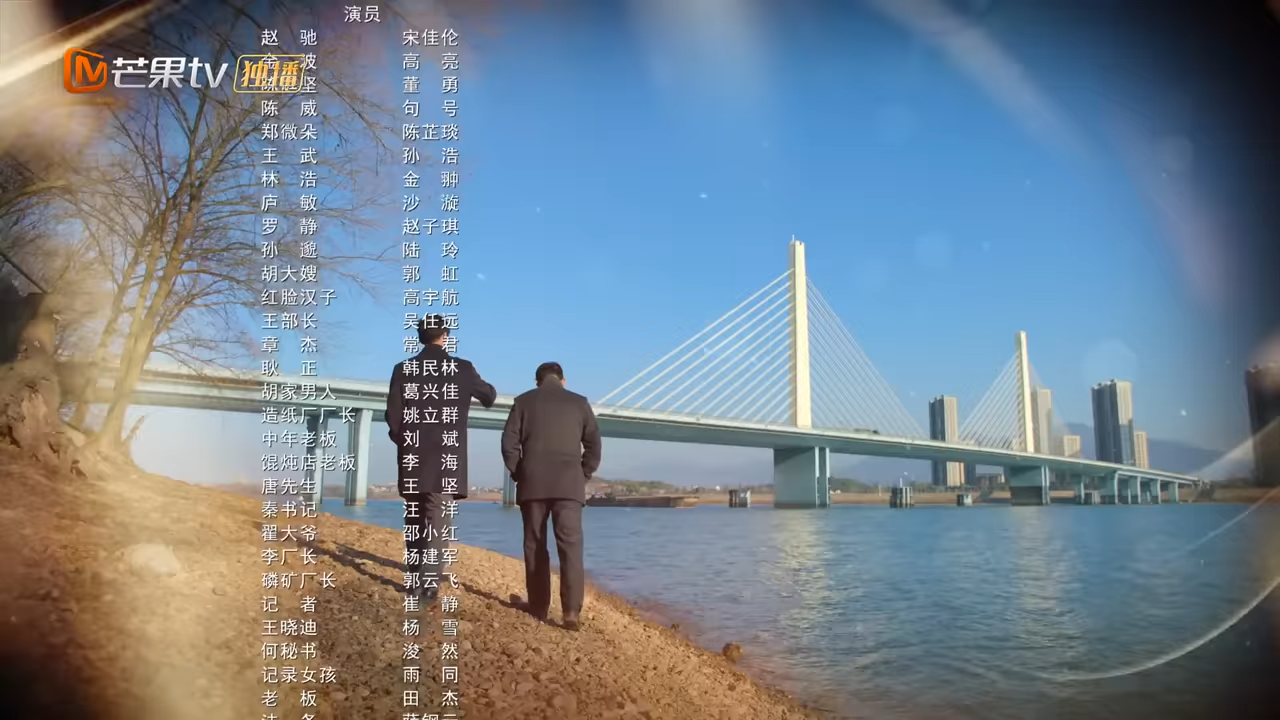 演员
赵 驰 宋佳伦
芒果tv 独播
金 波 高 亮
坚 董 勇
陈 威 句 号
郑微朵 陈芷琰
王 武 孙 浩
林 浩 金 翀
庐 敏 沙 漩
罗 静 赵子琪
孙 邈 陆 玲
胡大嫂 郭 虹
红脸汉子 高宇航
王部长 吴任远
章 杰 常 君
耿 正 韩民林
胡家男人 葛兴佳
造纸厂厂长 姚立群
中年老板 刘 斌
馄炖店老板 李 海
唐先生 王 坚
秦书记 汪 洋
翟大爷 邵小红
李厂长 杨建军
磷矿厂长 郭云飞
记 者 崔 静
王晓迪 杨 雪
何秘书 浚 然
记录女孩 雨 同
老 板 田 杰